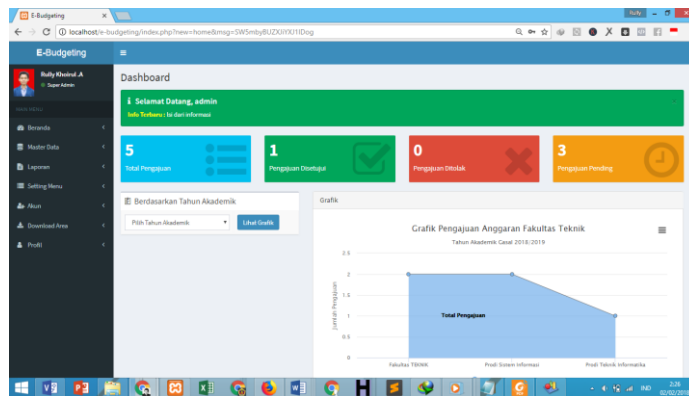 E-Budgeting
Rully
localhost/e-budgeting/index.php?new=home&msg=
E-Budgeting
Rully Khoirul .A
Super Admin
MAIN MENU
Beranda
Master Data
Laporan
Setting Menu
Akun
Download Area
Profil
Dashboard
Selamat Datang, admin
Info Terbaru : Isi dari informasi
5
Total Pengajuan
1
Pengajuan Disetujui
0
Pengajuan Ditolak
3
Pengajuan Pending
Berdasarkan Tahun Akademik
Pilih Tahun Akademik
Lihat Grafik
Grafik
Grafik Pengajuan Anggaran Fakultas Teknik
Tahun Akademik Gasal 2018/2019
Jumlah Pengajuan
2.5
2
1.5
1
0.5
0
Total Pengajuan
Fakultas TEKNIK
Prodi Sistem Informasi
Prodi Teknik Informatika
IND
2:26